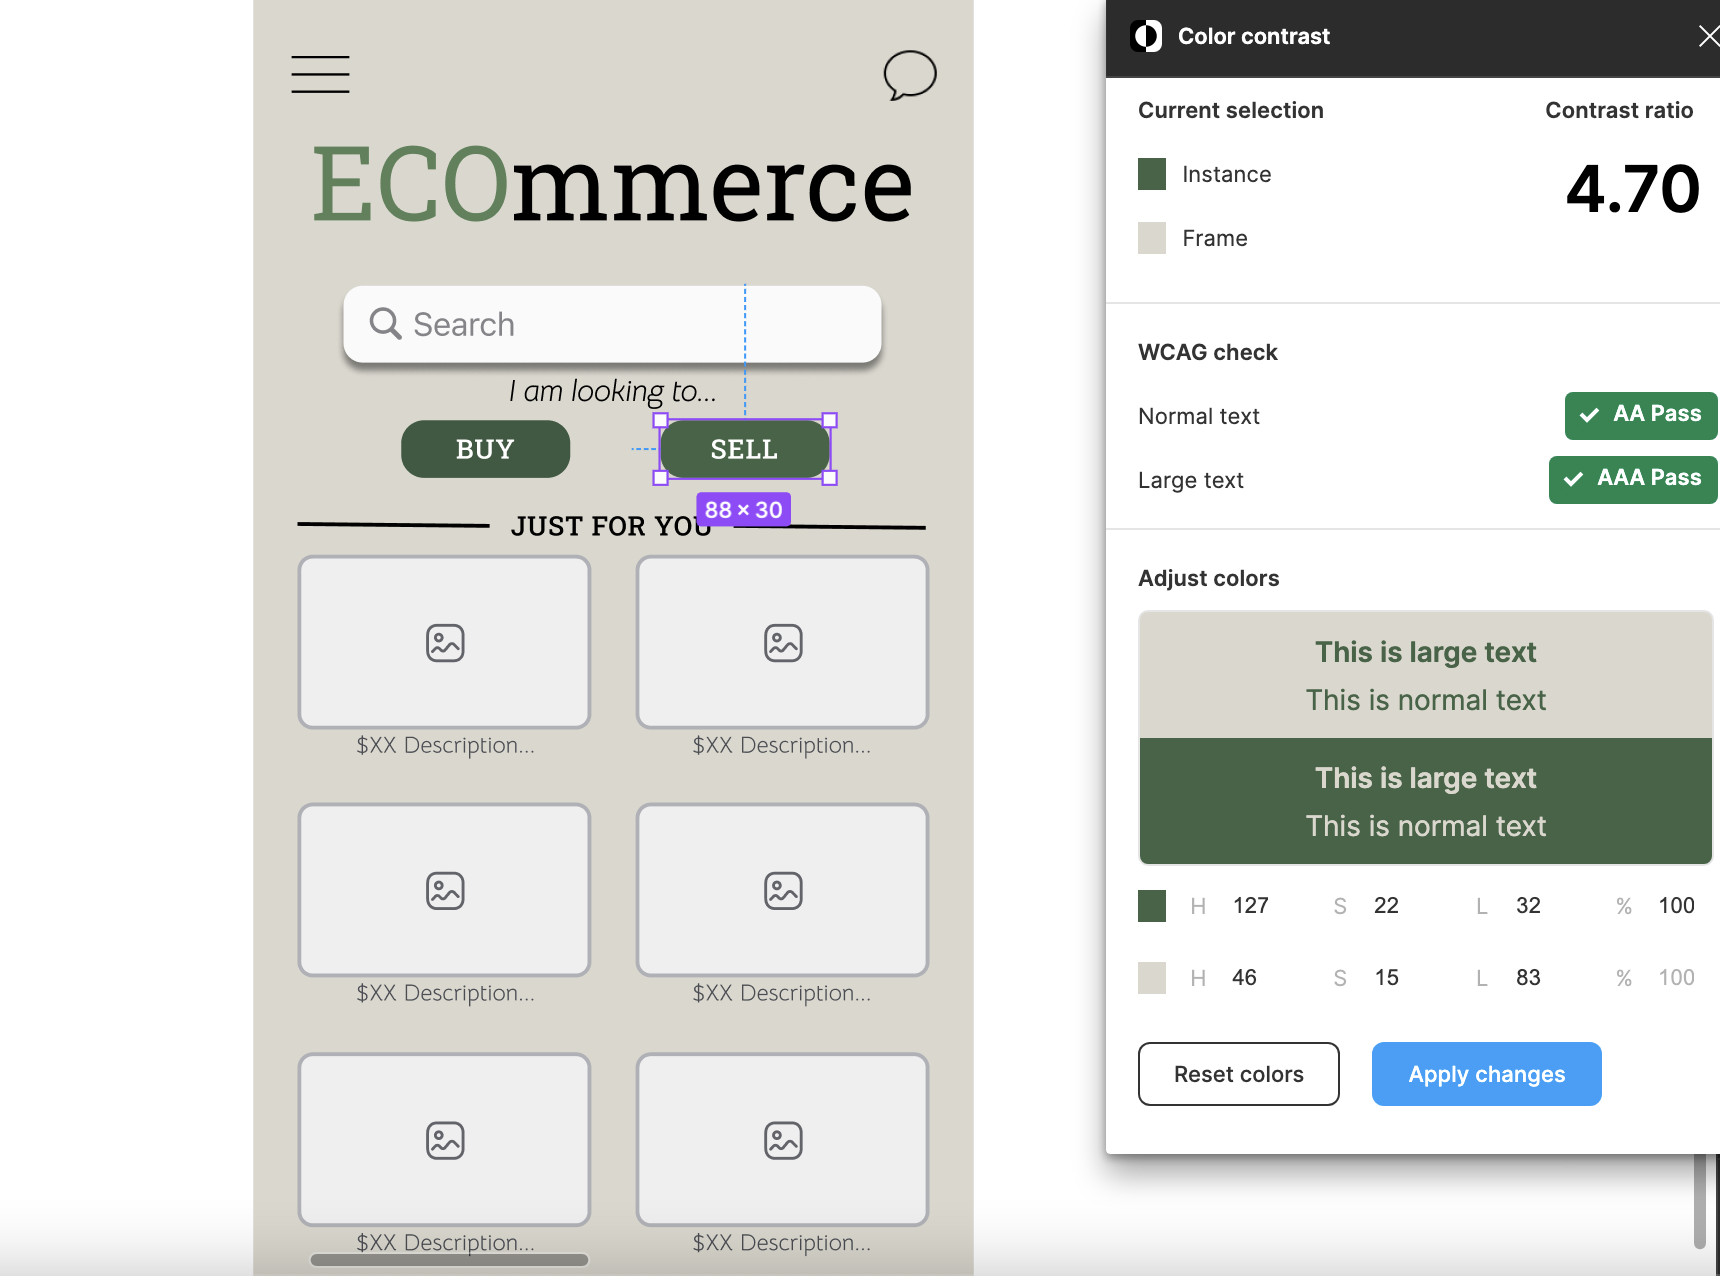 ECOmmerce
Search
I am looking to...
BUY
SELL
88 × 30
JUST FOR YOU
$XX Description...
$XX Description...
$XX Description...
$XX Description...
$XX Description...
$XX Description...
Color contrast
Current selection
Contrast ratio
Instance
4.70
Frame
WCAG check
Normal text
AA Pass
Large text
AAA Pass
Adjust colors
This is large text
This is normal text
This is large text
This is normal text
H 127 S 22 L 32 % 100
H 46 S 15 L 83 % 100
Reset colors
Apply changes